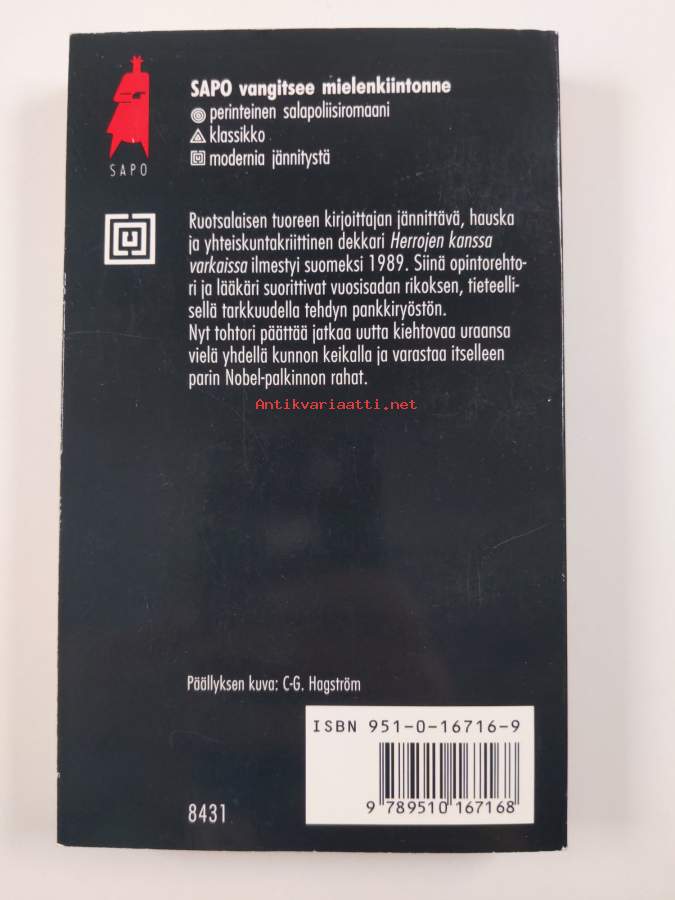 SAPO vangitsee mielenkiintonne
perinteinen salapoliisiromaani
klassikko
modernia jännitystä
SAPO
Ruotsalaisen tuoreen kirjoittajan jännittävä, hauska
ja yhteiskuntakriittinen dekkari Herrojen kanssa
varkaissa ilmestyi suomeksi 1989. Siinä opintorehto-
ri ja lääkäri suorittivat vuosisadan rikoksen, tieteelli-
sellä tarkkuudella tehdyn pankkiryöstön.
Nyt tohtori päättää jatkaa uutta kiehtovaa uraansa
vielä yhdellä kunnon keikalla ja varastaa itselleen
parin Nobel-palkinnon rahat.
Antikvariaatti.net
Päällyksen kuva: C-G. Hagström
ISBN 951-0-16716-9
9 789510 167168
8431